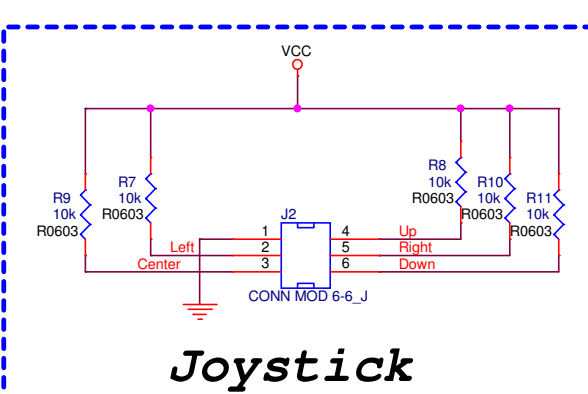 VCC
R9
10k
R0603
R7
10k
R0603
R8
10k
R0603
R10
10k
R0603
R11
10k
R0603
J2
1
2
3
4
5
6
Left
Center
Up
Right
Down
CONN MOD 6-6_J
Joystick